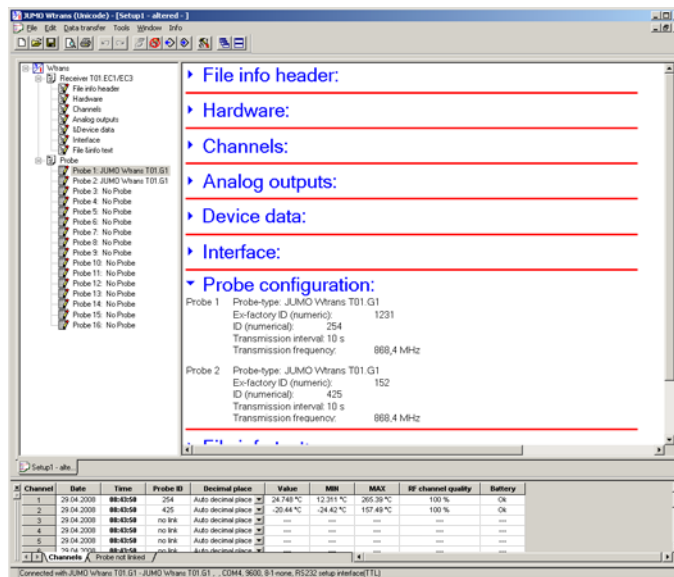 JUMO Wtrans (Unicode) - [Setup1 - altered - ]
File Edit Data transfer Tools Window Info
Wtrans
Receiver T01.EC1/EC3
File info header
Hardware
Channels
Analog outputs
&Device data
Interface
File &info text
Probe
Probe 1: JUMO Wtrans T01.G1
Probe 2: JUMO Wtrans T01.G1
Probe 3: No Probe
Probe 4: No Probe
Probe 5: No Probe
Probe 6: No Probe
Probe 7: No Probe
Probe 8: No Probe
Probe 9: No Probe
Probe 10: No Probe
Probe 11: No Probe
Probe 12: No Probe
Probe 13: No Probe
Probe 14: No Probe
Probe 15: No Probe
Probe 16: No Probe
File info header:
Hardware:
Channels:
Analog outputs:
Device data:
Interface:
Probe configuration:
Probe 1 Probe-type: JUMO Wtrans T01.G1
Ex-factory ID (numeric): 1231
ID (numerical): 254
Transmission interval: 10 s
Transmission frequency: 868,4 MHz
Probe 2 Probe-type: JUMO Wtrans T01.G1
Ex-factory ID (numeric): 152
ID (numerical): 425
Transmission interval: 10 s
Transmission frequency: 868,4 MHz
Setup1 - alte...
Channel Date Time Probe ID Decimal place Value MIN MAX RF channel quality Battery
1 29.04.2008 08:43:50 254 Auto decimal place 24.748 °C 12.311 °C 265.39 °C 100 % Ok
2 29.04.2008 08:43:50 425 Auto decimal place -20.44 °C -24.42 °C 157.49 °C 100 % Ok
3 29.04.2008 08:43:50 no link Auto decimal place --- --- --- --- ---
4 29.04.2008 08:43:50 no link Auto decimal place --- --- --- --- ---
5 29.04.2008 08:43:50 no link Auto decimal place --- --- --- --- ---
Channels Probe not linked
Connected with JUMO Wtrans T01.G1 - JUMO Wtrans T01.G1 , , COM4, 9600, 8-1-none, RS232 setup interface(TTL)